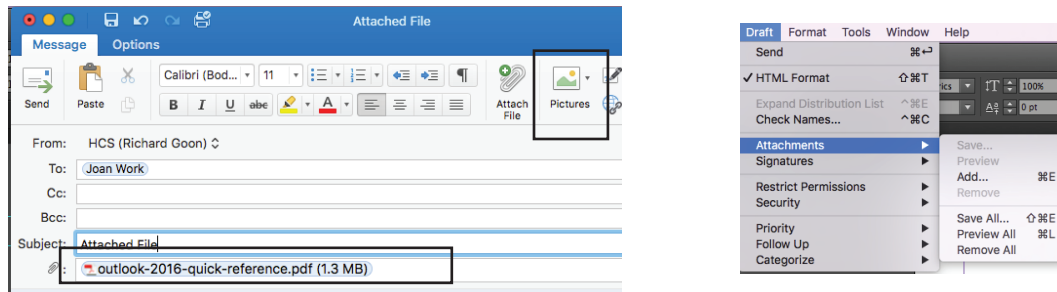 Attached File
Message Options
Calibri (Bod... 11
Send Paste B I U abe A Attach File Pictures
From: HCS (Richard Goon)
To: Joan Work
Cc:
Bcc:
Subject: Attached File
: outlook-2016-quick-reference.pdf (1.3 MB)
Draft Format Tools Window Help
Send ⌘↩
✓ HTML Format ⇧⌘T
Expand Distribution List ^⌘E
Check Names... ^⌘C
Attachments ▶
Signatures ▶
Restrict Permissions ▶
Security ▶
Priority ▶
Follow Up ▶
Categorize ▶
Save...
Preview
Add... ⌘E
Remove
Save All... ⇧⌘E
Preview All ⌘L
Remove All
100%
0 pt